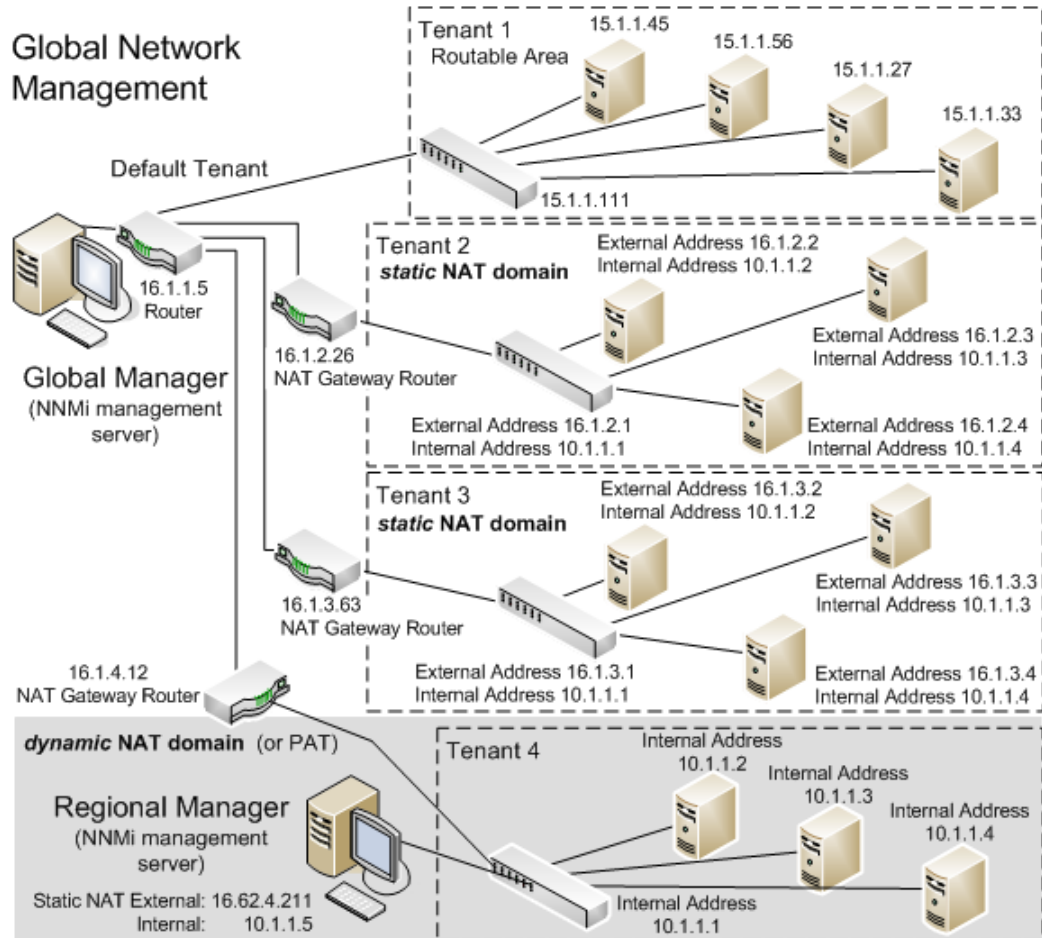 Global Network
Management
Default Tenant
16.1.1.5
Router
Global Manager
(NNMi management
server)
Tenant 1
Routable Area
15.1.1.45
15.1.1.56
15.1.1.27
15.1.1.33
15.1.1.111
16.1.2.26
NAT Gateway Router
Tenant 2
static NAT domain
External Address 16.1.2.2
Internal Address 10.1.1.2
External Address 16.1.2.3
Internal Address 10.1.1.3
External Address 16.1.2.1
Internal Address 10.1.1.1
External Address 16.1.2.4
Internal Address 10.1.1.4
16.1.3.63
NAT Gateway Router
Tenant 3
static NAT domain
External Address 16.1.3.2
Internal Address 10.1.1.2
External Address 16.1.3.3
Internal Address 10.1.1.3
External Address 16.1.3.1
Internal Address 10.1.1.1
External Address 16.1.3.4
Internal Address 10.1.1.4
16.1.4.12
NAT Gateway Router
dynamic NAT domain (or PAT)
Regional Manager
(NNMi management
server)
Static NAT External: 16.62.4.211
Internal: 10.1.1.5
Tenant 4
Internal Address
10.1.1.2
Internal Address
10.1.1.3
Internal Address
10.1.1.4
Internal Address
10.1.1.1